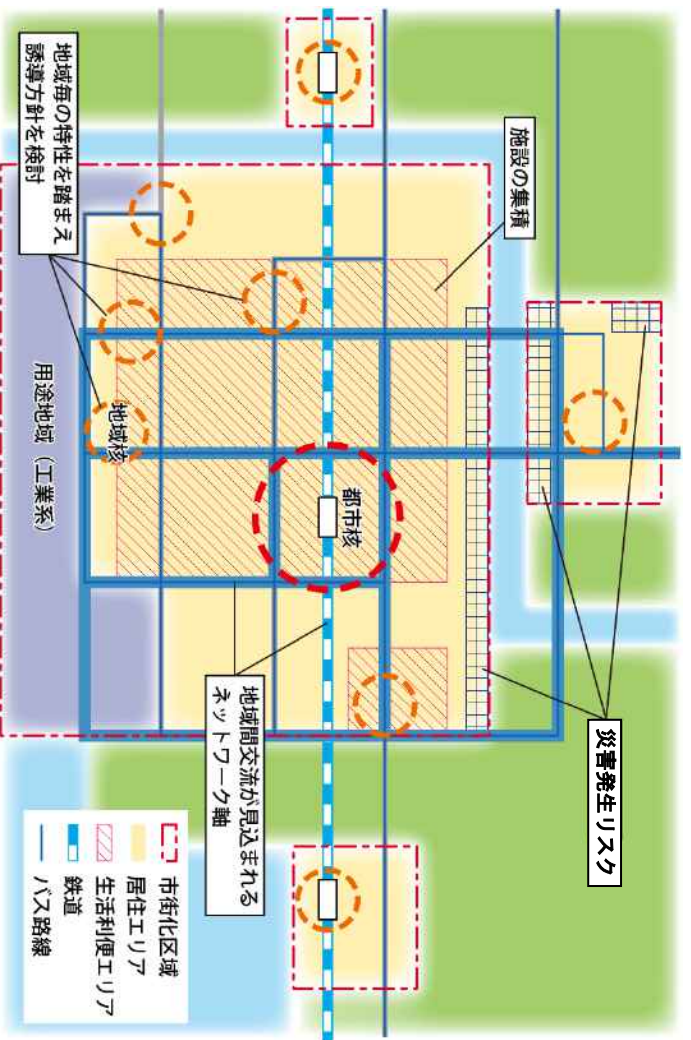 災害発生リスク
施設の集積
都市核
地域核
用途地域（工業系）
地域毎の特性を踏まえ
誘導方針を検討
地域間交流が見込まれる
ネットワーク軸
市街化区域
居住エリア
生活利便エリア
鉄道
バス路線